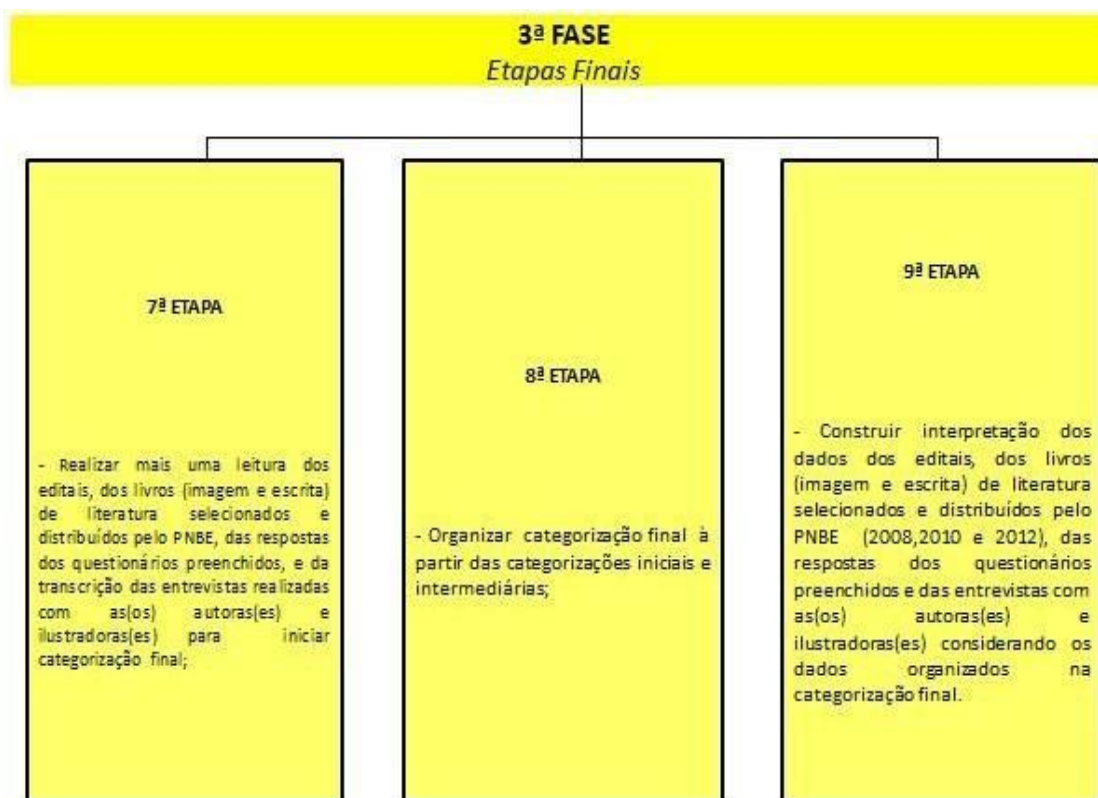 3ª FASE
Etapas Finais
7ª ETAPA
- Realizar mais uma leitura dos
editais, dos livros (imagem e escrita)
de literatura selecionados e
distribuídos pelo PNBE, das respostas
dos questionários preenchidos, e da
transcrição das entrevistas realizadas
com as(os) autoras(es) e
ilustradoras(es) para iniciar
categorização final;
8ª ETAPA
- Organizar categorização final à
partir das categorizações iniciais e
intermediárias;
9ª ETAPA
- Construir interpretação dos
dados dos editais, dos livros
(imagem e escrita) de literatura
selecionados e distribuídos pelo
PNBE (2008,2010 e 2012), das
respostas dos questionários
preenchidos e das entrevistas com
as(os) autoras(es) e
ilustradoras(es) considerando os
dados organizados na
categorização final.